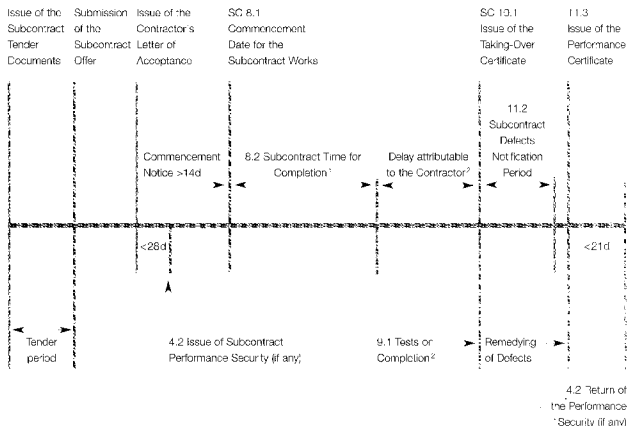 Issue of the
Subcontract
Tender
Documents
Submission
of the
Subcontract
Offer
Issue of the
Contractor's
Letter of
Acceptance
SC 8.1
Commencement
Date for the
Subcontract Works
SC 10.1
Issue of the
Taking-Over
Certificate
11.3
Issue of the
Performance
Certificate
Commencement
Notice >14d
8.2 Subcontract Time for
Completion¹
Delay attributable
to the Contractor²
11.2
Subcontract
Defects
Notification
Period
<28d
<21d
Tender
period
4.2 Issue of Subcontract
Performance Security (if any)
9.1 Tests on
Completion²
Remedying
of Defects
4.2 Return of
the Performance
Security (if any)